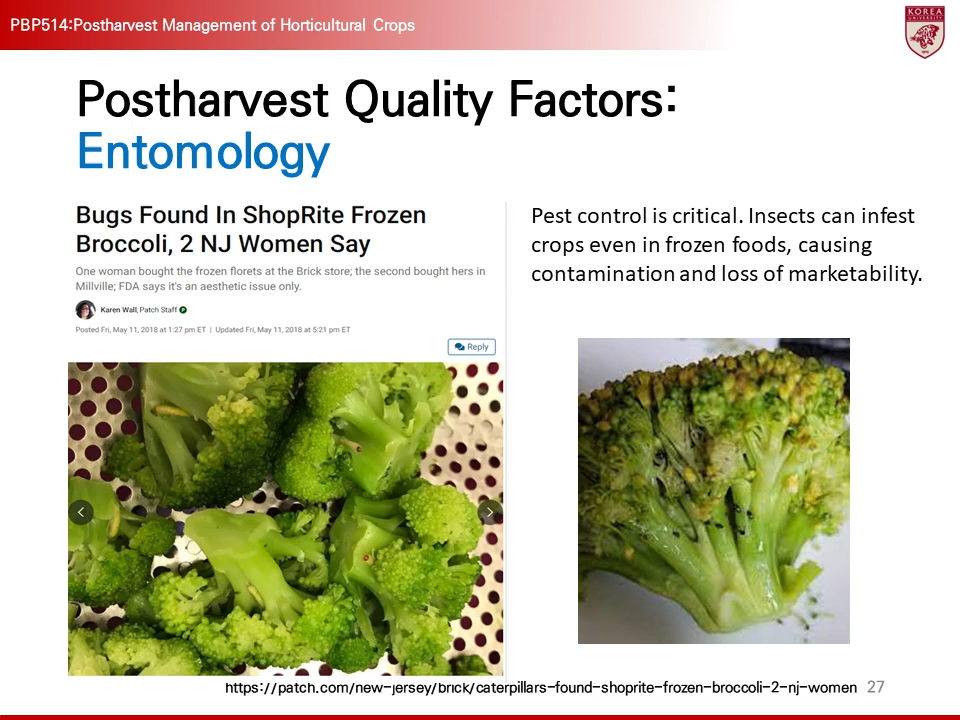 PBP514:Postharvest Management of Horticultural Crops
KOREA
UNIVERSITY
Postharvest Quality Factors:
Entomology
Bugs Found In ShopRite Frozen
Broccoli, 2 NJ Women Say
One woman bought the frozen florets at the Brick store; the second bought hers in
Millville; FDA says it's an aesthetic issue only.
Karen Wall, Patch Staff
Posted Fri, May 11, 2018 at 1:27 pm ET | Updated Fri, May 11, 2018 at 5:21 pm ET
Reply
Pest control is critical. Insects can infest
crops even in frozen foods, causing
contamination and loss of marketability.
https://patch.com/new-jersey/brick/caterpillars-found-shoprite-frozen-broccoli-2-nj-women
27